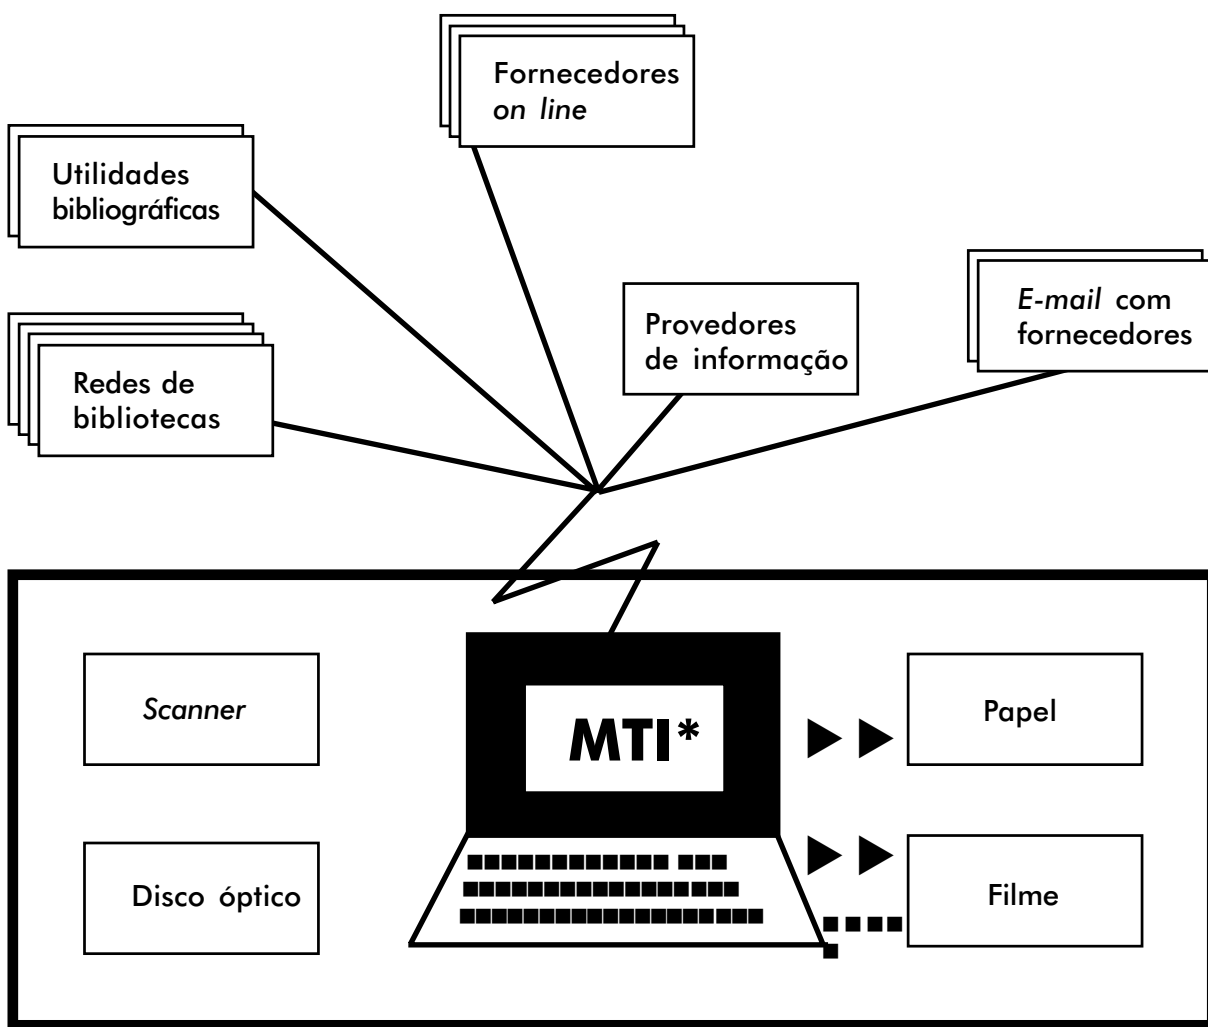 Fornecedores
on line
Utilidades
bibliográficas
Provedores
de informação
E-mail com
fornecedores
Redes de
bibliotecas
Scanner
MTI*
Papel
Disco óptico
Filme